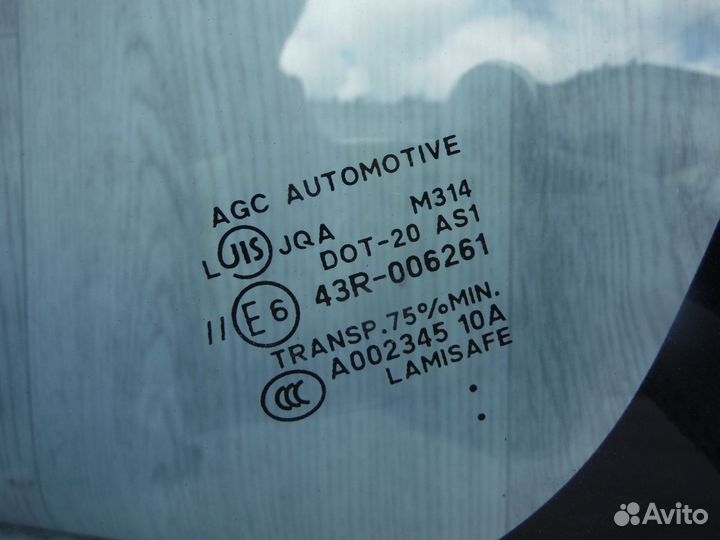 AGC AUTOMOTIVE
M314
L JIS JQA DOT-20 AS1
II E6 43R-006261
TRANSP.75%MIN.
CCC A002345 10A
LAMISAFE
Avito